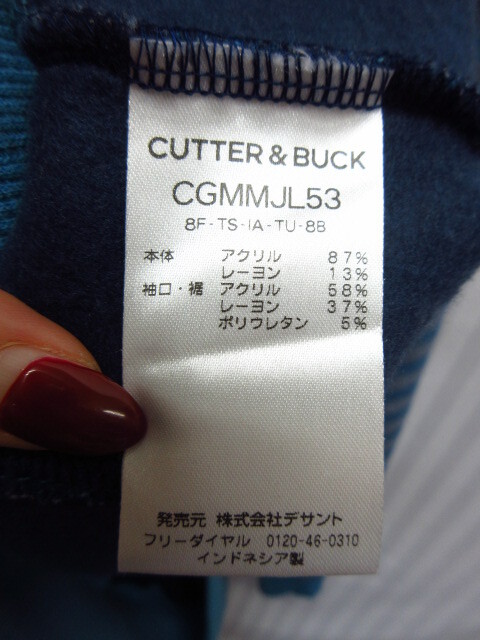 CUTTER & BUCK
CGMMJL53
8F-TS-IA-TU-8B
本体 アクリル 87%
レーヨン 13%
袖口・裾 アクリル 58%
レーヨン 37%
ポリウレタン 5%
発売元 株式会社デサント
フリーダイヤル 0120-46-0310
インドネシア製